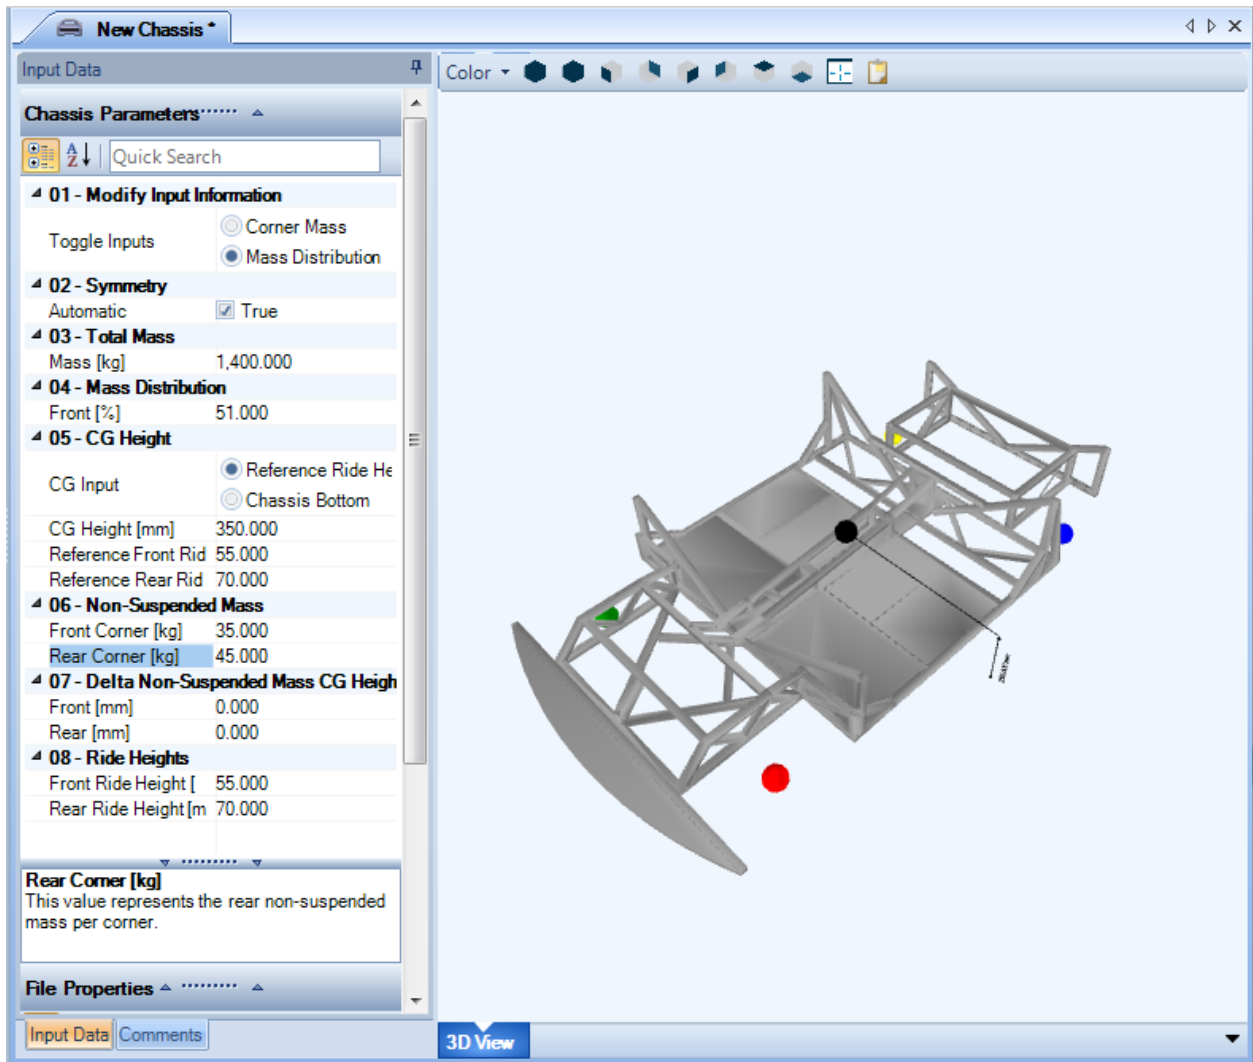 New Chassis *
Input Data
Color
Chassis Parameters
A Z
Quick Search
01 - Modify Input Information
Toggle Inputs
Corner Mass
Mass Distribution
02 - Symmetry
Automatic True
03 - Total Mass
Mass [kg] 1,400.000
04 - Mass Distribution
Front [%] 51.000
05 - CG Height
CG Input
Reference Ride He
Chassis Bottom
CG Height [mm] 350.000
Reference Front Rid 55.000
Reference Rear Rid 70.000
06 - Non-Suspended Mass
Front Corner [kg] 35.000
Rear Corner [kg] 45.000
07 - Delta Non-Suspended Mass CG Heigh
Front [mm] 0.000
Rear [mm] 0.000
08 - Ride Heights
Front Ride Height [ 55.000
Rear Ride Height [m 70.000
Rear Corner [kg]
This value represents the rear non-suspended
mass per corner.
File Properties
Input Data Comments
3D View